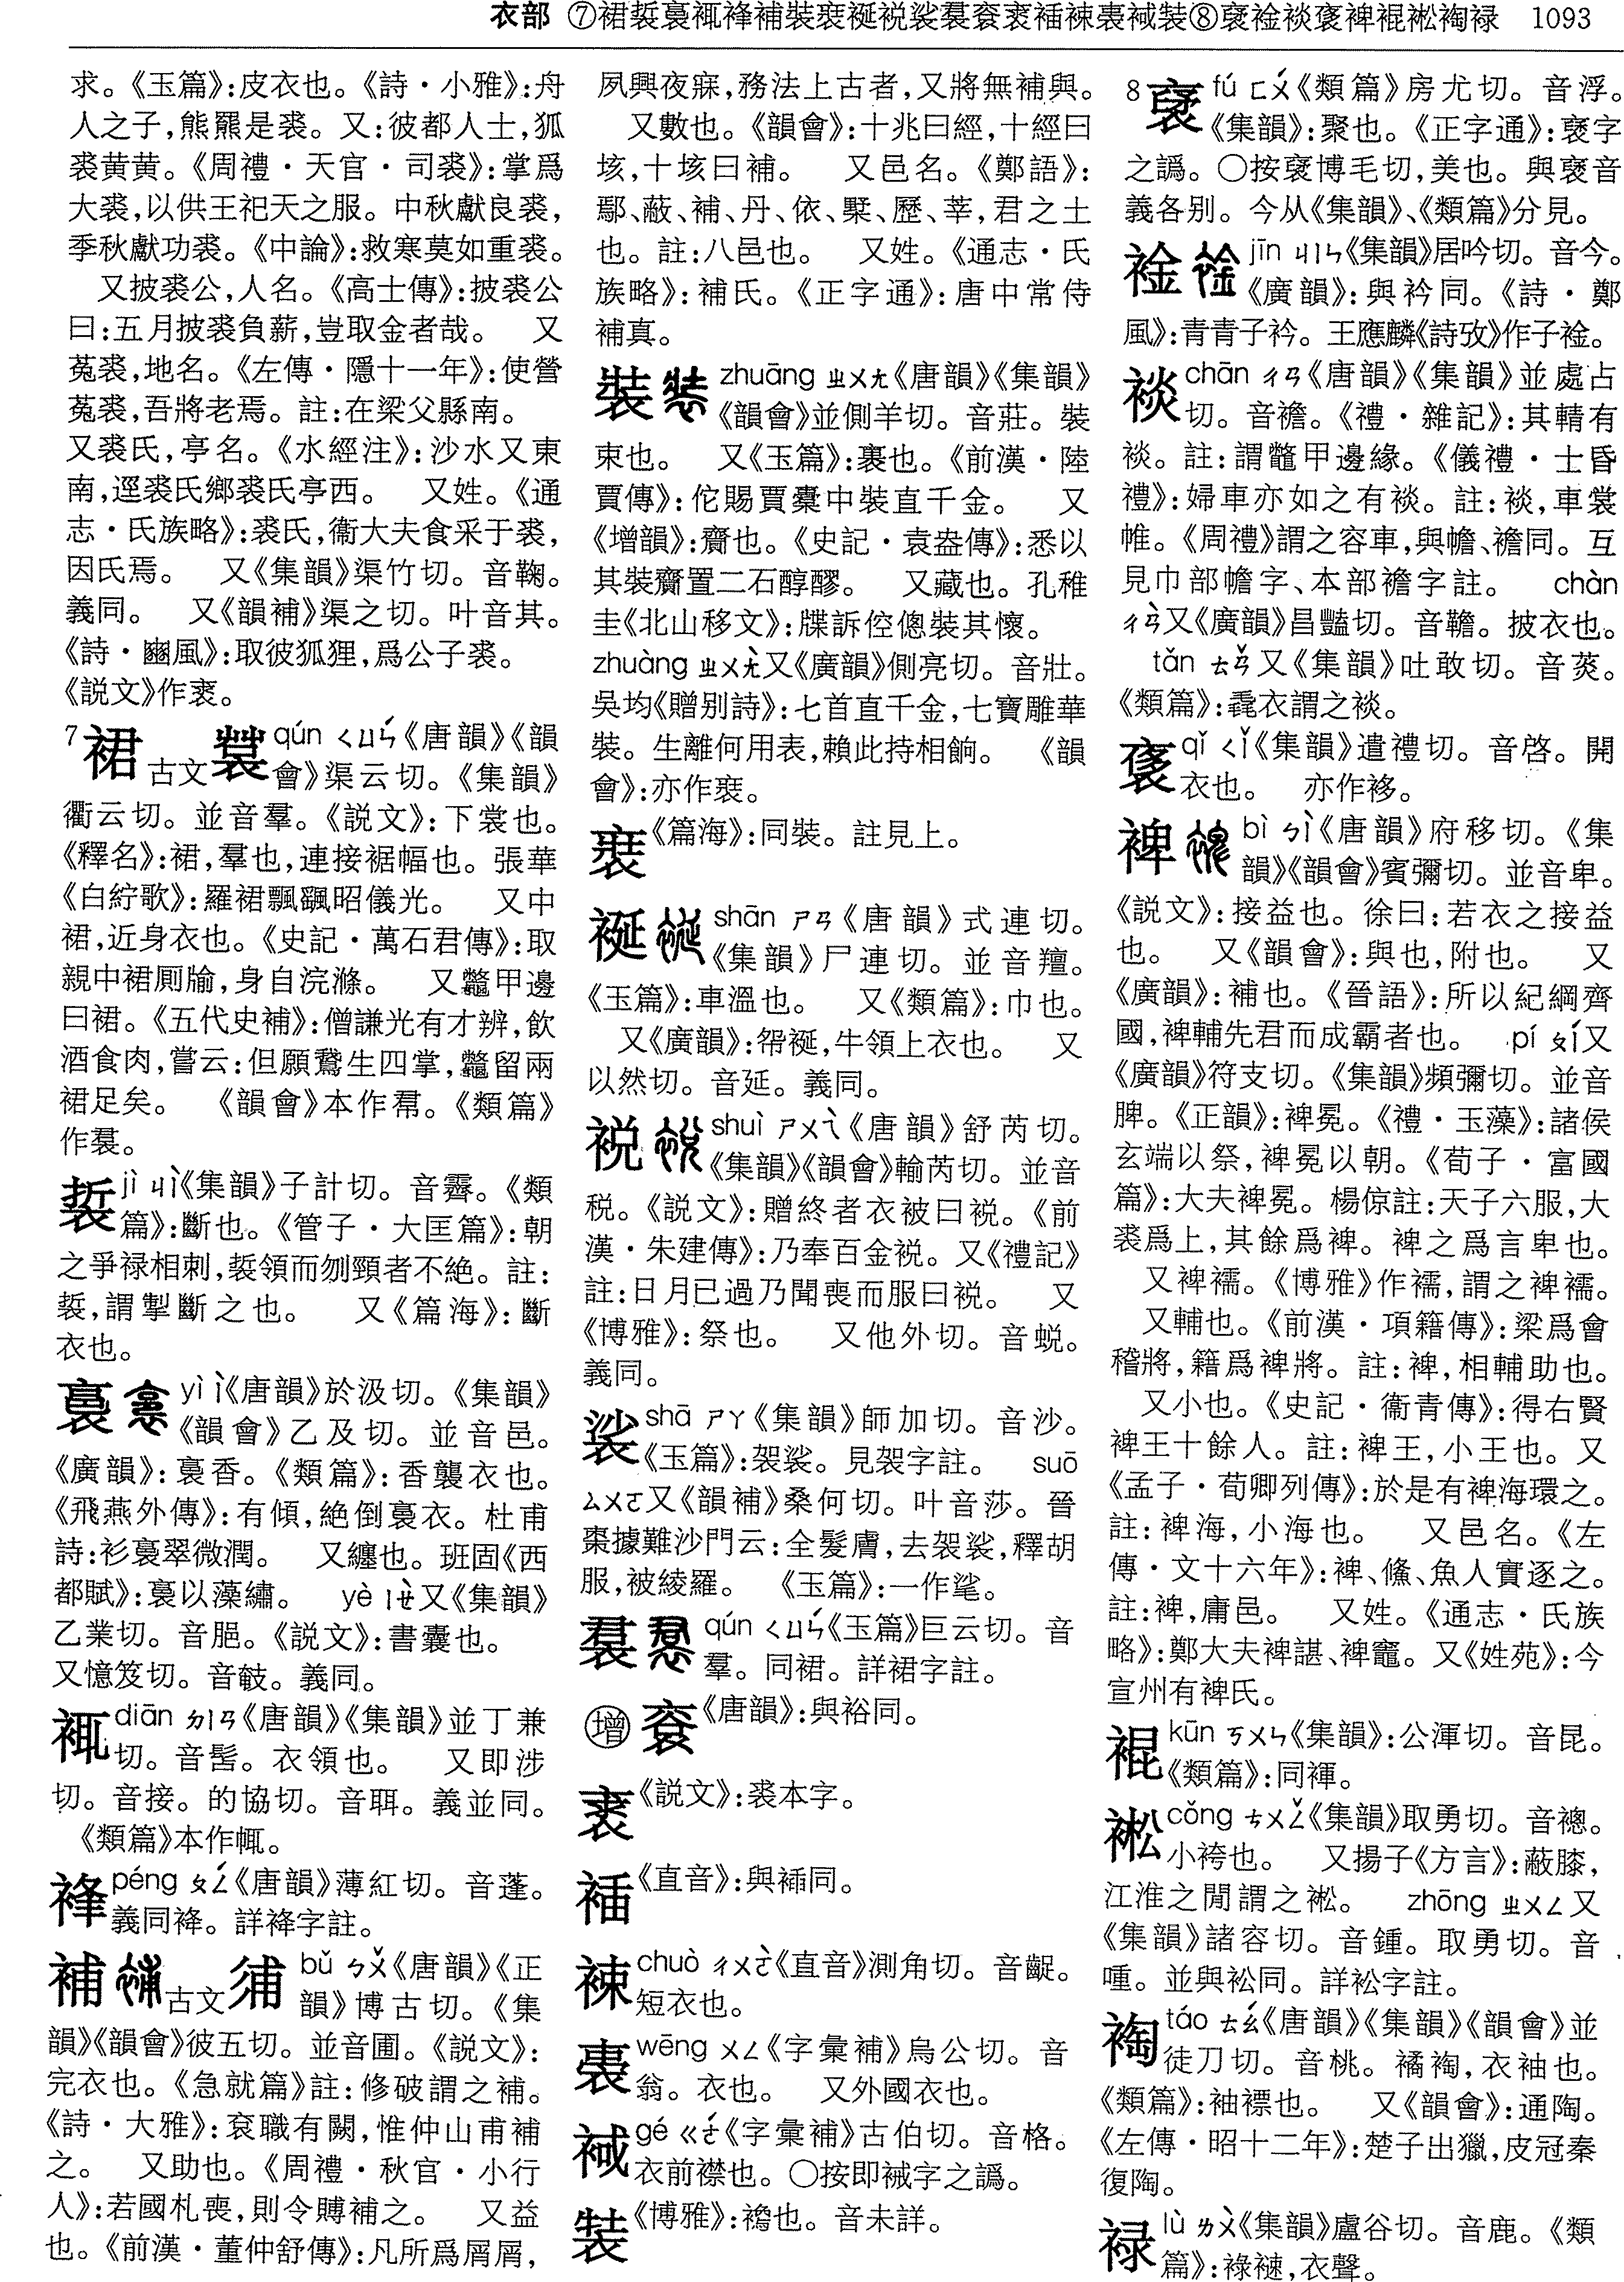 衣部 ⑦裙裚裛裖裶補裝裵裞裟裠衮袠裌裓裝⑧裦裣裧褒裨裩裕裪禄 1093
求。《玉篇》:皮衣也。《詩·小雅》:舟
人之子,熊羆是裘。又:彼都人士,狐
裘黄黄。《周禮·天官·司裘》:掌爲
大裘,以供王祀天之服。中秋獻良裘,
季秋獻功裘。《中論》:救寒莫如重裘。
又披裘公,人名。《高士傳》:披裘公
曰:五月披裘負薪,豈取金者哉。 又
菟裘,地名。《左傳·隱十一年》:使營
菟裘,吾將老焉。註:在梁父縣南。
又裘氏,亭名。《水經注》:沙水又東
南,逕裘氏鄉裘氏亭西。 又姓。《通
志·氏族略》:裘氏,衞大夫食采于裘,
因氏焉。 又《集韻》渠竹切。音鞠。
義同。 又《韻補》渠之切。叶音其。
《詩·豳風》:取彼狐狸,爲公子裘。
《説文》作裘。
7 裙 古文 qún ㄑㄩㄣˊ《唐韻》《韻
會》渠云切。《集韻》
衢云切。並音羣。《説文》:下裳也。
《釋名》:裙,羣也,連接裾幅也。張華
《白紵歌》:羅裙飄颻昭儀光。 又中
裙,近身衣也。《史記·萬石君傳》:取
親中裙厠牏,身自浣滌。 又鼈甲邊
曰裙。《五代史補》:僧謙光有才辨,飲
酒食肉,嘗云:但願鵞生四掌,鼈留兩
裙足矣。 《韻會》本作帬。《類篇》
作裠。
裚 jì ㄐㄧˋ《集韻》子計切。音霽。《類
篇》:斷也。《管子·大匡篇》:朝
之爭禄相刺,裚領而刎頸者不絶。註:
裚,謂掣斷之也。 又《篇海》:斷
衣也。
裛 yì ㄧˋ《唐韻》於汲切。《集韻》
《韻會》乙及切。並音邑。
《廣韻》:裛香。《類篇》:香襲衣也。
《飛燕外傳》:有傾,絶倒裛衣。杜甫
詩:衫裛翠微潤。 又纏也。班固《西
都賦》:裛以藻繡。 yè ㄧㄝˋ又《集韻》
乙業切。音腽。《説文》:書囊也。
又憶笈切。音㪉。義同。
diān ㄉㄧㄢ《唐韻》《集韻》並丁兼
切。音髻。衣領也。 又即涉
切。音接。的協切。音聑。義並同。
《類篇》本作㡇。
péng ㄆㄥˊ《唐韻》薄紅切。音蓬。
義同袶。詳袶字註。
補 古文 bǔ ㄅㄨˇ《唐韻》《正
韻》博古切。《集
韻》《韻會》彼五切。並音圃。《説文》:
完衣也。《急就篇》註:修破謂之補。
《詩·大雅》:衮職有闕,惟仲山甫補
之。 又助也。《周禮·秋官·小行
人》:若國札喪,則令賻補之。 又益
也。《前漢·董仲舒傳》:凡所爲屑屑,
夙興夜寐,務法上古者,又將無補與。
又數也。《韻會》:十兆曰經,十經曰
垓,十垓曰補。 又邑名。《鄭語》:
鄢、蔽、補、丹、依、㽥、歷、莘,君之土
也。註:八邑也。 又姓。《通志·氏
族略》:補氏。《正字通》:唐中常侍
補真。
裝 zhuāng ㄓㄨㄤ《唐韻》《集韻》
《韻會》並側羊切。音莊。裝
束也。 又《玉篇》:裹也。《前漢·陸
賈傳》:佗賜賈橐中裝直千金。 又
《增韻》:齎也。《史記·袁盎傳》:悉以
其裝齎置二石醇醪。 又藏也。孔稚
圭《北山移文》:牒訴倥偬裝其懷。
zhuàng ㄓㄨㄤˋ又《廣韻》側亮切。音壯。
吳均《贈别詩》:七首直千金,七寶雕華
裝。生離何用表,賴此持相餉。 《韻
會》:亦作裝。
《篇海》:同裝。註見上。
裷 shān ㄕㄢ《唐韻》式連切。
《集韻》尸連切。並音羶。
《玉篇》:車溫也。 又《類篇》:巾也。
又《廣韻》:帶裋,牛領上衣也。 又
以然切。音延。義同。
裞 shuì ㄕㄨㄟˋ《唐韻》舒芮切。
《集韻》《韻會》輸芮切。並音
税。《説文》:贈終者衣被曰裞。《前
漢·朱建傳》:乃奉百金裞。又《禮記》
註:日月已過乃聞喪而服曰裞。 又
《博雅》:祭也。 又他外切。音蜕。
義同。
裟 shā ㄕㄚ《集韻》師加切。音沙。
《玉篇》:袈裟。見袈字註。 suō
ㄙㄨㄛ又《韻補》桑何切。叶音莎。晉
棗據難沙門云:全髮膚,去袈裟,釋胡
服,被綾羅。 《玉篇》:一作毟。
裠 qún ㄑㄩㄣˊ《玉篇》巨云切。音
羣。同裙。詳裙字註。
增 《唐韻》:與裕同。
《説文》:裘本字。
《直音》:與䄯同。
chuò ㄔㄨㄛˋ《直音》測角切。音齪。
短衣也。
wēng ㄨㄥ《字彙補》烏公切。音
翁。衣也。 又外國衣也。
gé ㄍㄜˊ《字彙補》古伯切。音格。
衣前襟也。○按即裓字之譌。
《博雅》:襘也。音未詳。
8 fú ㄈㄨˊ《類篇》房尤切。音浮。
《集韻》:聚也。《正字通》:褒字
之譌。○按褒博毛切,美也。與裦音
義各别。今从《集韻》、《類篇》分見。
jīn ㄐㄧㄣ《集韻》居吟切。音今。
《廣韻》:與衿同。《詩·鄭
風》:青青子衿。王應麟《詩攷》作子裣。
裧 chān ㄔㄢ《唐韻》《集韻》並處占
切。音襜。《禮·雜記》:其輤有
裧。註:謂鼈甲邊緣。《儀禮·士昏
禮》:婦車亦如之有裧。註:裧,車裳
帷。《周禮》謂之容車,與幨、襜同。互
見巾部幨字、本部襜字註。 chàn
ㄔㄢˋ又《廣韻》昌豔切。音韂。披衣也。
tǎn ㄊㄢˇ又《集韻》吐敢切。音菼。
《類篇》:毳衣謂之裧。
qǐ ㄑㄧˇ《集韻》遣禮切。音啓。開
衣也。 亦作袳。
裨 bì ㄅㄧˋ《唐韻》府移切。《集
韻》《韻會》賓彌切。並音卑。
《説文》:接益也。徐曰:若衣之接益
也。 又《韻會》:與也,附也。 又
《廣韻》:補也。《晉語》:所以紀綱齊
國,裨輔先君而成霸者也。 pí ㄆㄧˊ又
《廣韻》符支切。《集韻》頻彌切。並音
脾。《正韻》:裨冕。《禮·玉藻》:諸侯
玄端以祭,裨冕以朝。《荀子·富國
篇》:大夫裨冕。楊倞註:天子六服,大
裘爲上,其餘爲裨。裨之爲言卑也。
又裨襦。《博雅》作襦,謂之裨襦。
又輔也。《前漢·項籍傳》:梁爲會
稽將,籍爲裨將。註:裨,相輔助也。
又小也。《史記·衞青傳》:得右賢
裨王十餘人。註:裨王,小王也。又
《孟子·荀卿列傳》:於是有裨海環之。
註:裨海,小海也。 又邑名。《左
傳·文十六年》:裨、鯈、魚人實逐之。
註:裨,庸邑。 又姓。《通志·氏族
略》:鄭大夫裨諶、裨竈。又《姓苑》:今
宣州有裨氏。
裩 kūn ㄎㄨㄣ《集韻》:公渾切。音昆。
《類篇》:同褌。
cǒng ㄘㄨㄥˇ《集韻》取勇切。音樬。
小袴也。 又揚子《方言》:蔽膝,
江淮之閒謂之䘴。 zhōng ㄓㄨㄥ又
《集韻》諸容切。音鍾。取勇切。音
喠。並與衳同。詳衳字註。
裪 táo ㄊㄠˊ《唐韻》《集韻》《韻會》並
徒刀切。音桃。襎裪,衣袖也。
《類篇》:袖褾也。 又《韻會》:通陶。
《左傳·昭十二年》:楚子出獵,皮冠秦
復陶。
lù ㄌㄨˋ《集韻》盧谷切。音鹿。《類
篇》:䘵褳,衣聲。